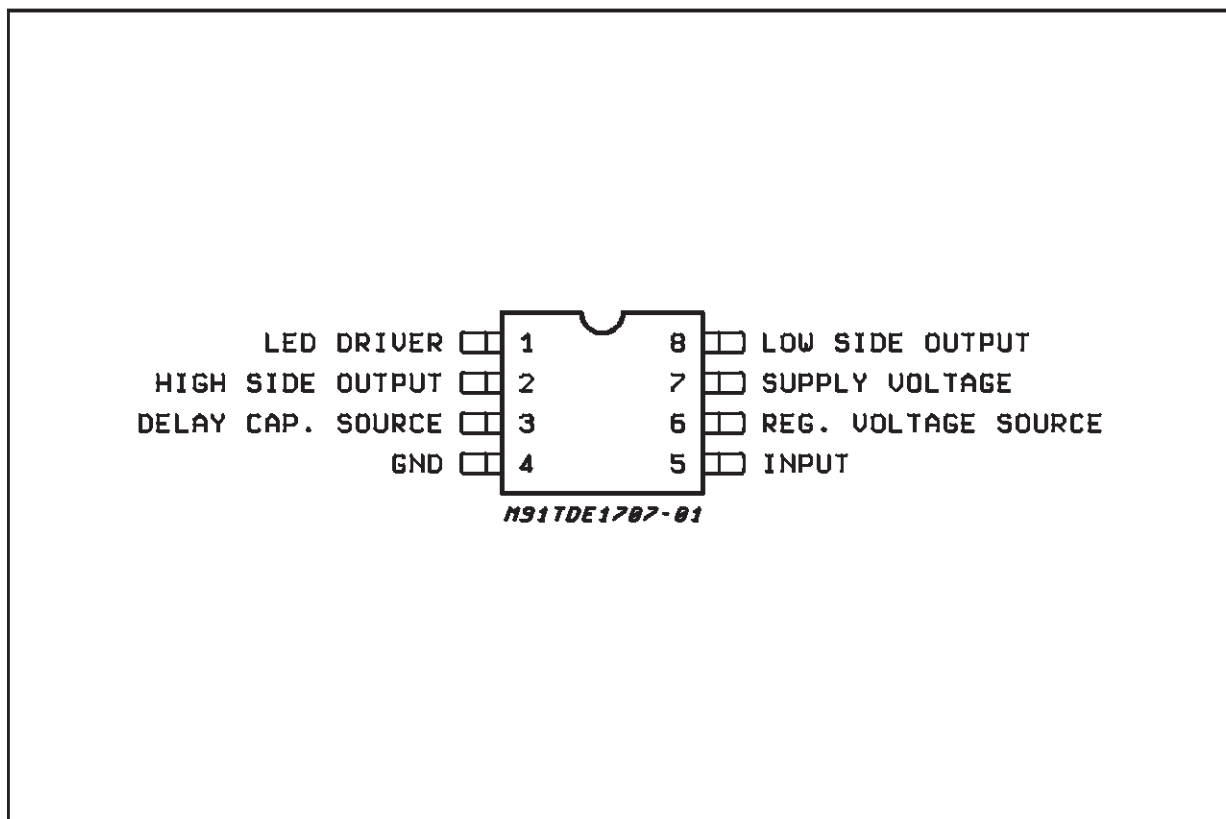 LED DRIVER 1 8 LOW SIDE OUTPUT
HIGH SIDE OUTPUT 2 7 SUPPLY VOLTAGE
DELAY CAP. SOURCE 3 6 REG. VOLTAGE SOURCE
GND 4 5 INPUT
M91TDE1707-01